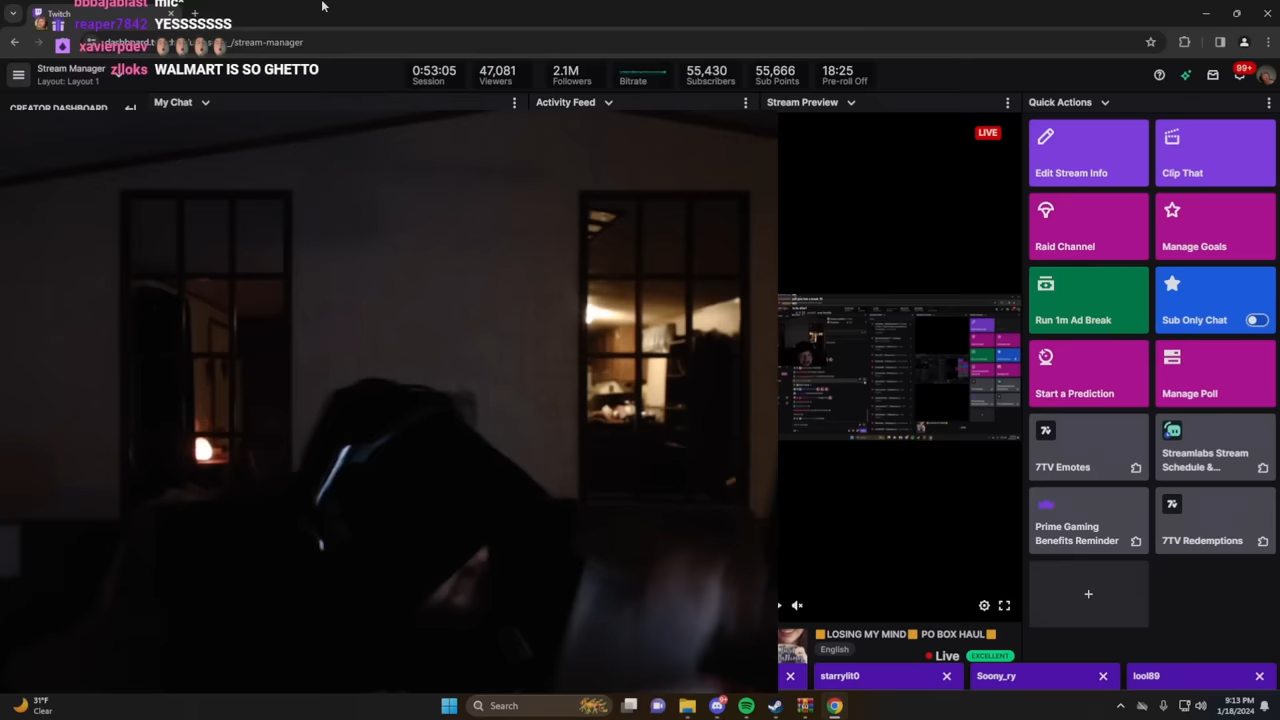 bbbajablast mic*
Twitch
reaper7842 YESSSSSSS
xavierpdev
/stream-manager
Stream Manager
Layout: Layout 1
zlloks WALMART IS SO GHETTO
0:53:05
Session
47,081
Viewers
2.1M
Followers
Bitrate
55,430
Subscribers
55,666
Sub Points
18:25
Pre-roll Off
99+
CREATOR DASHBOARD
My Chat
Activity Feed
Stream Preview
Quick Actions
LIVE
Edit Stream Info
Clip That
Raid Channel
Manage Goals
Run 1m Ad Break
Sub Only Chat
Start a Prediction
Manage Poll
7TV Emotes
Streamlabs Stream
Schedule &...
Prime Gaming
Benefits Reminder
7TV Redemptions
LOSING MY MIND PO BOX HAUL
English
Live
EXCELLENT
starrylit0
Soony_ry
lool89
31°F
Clear
Search
9:13 PM
1/18/2024